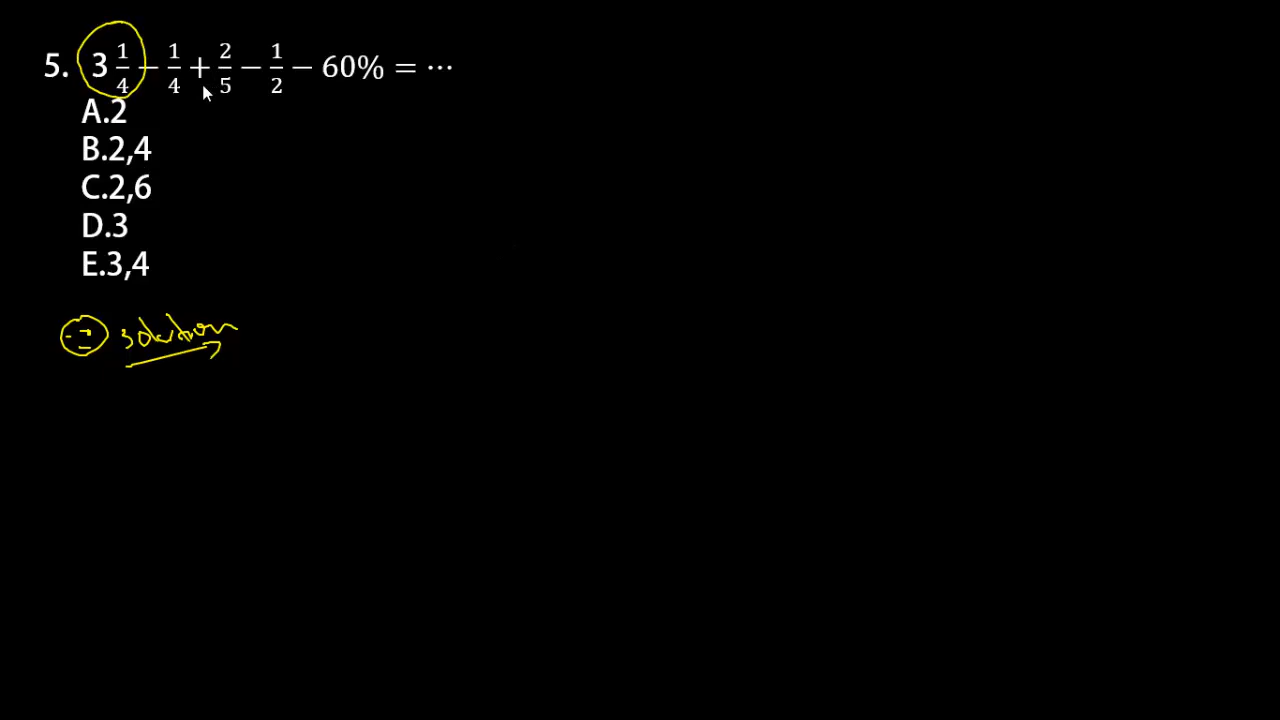 5. 3 1/4 − 1/4 + 2/5 − 1/2 − 60% = ⋯
A.2
B.2,4
C.2,6
D.3
E.3,4
solution